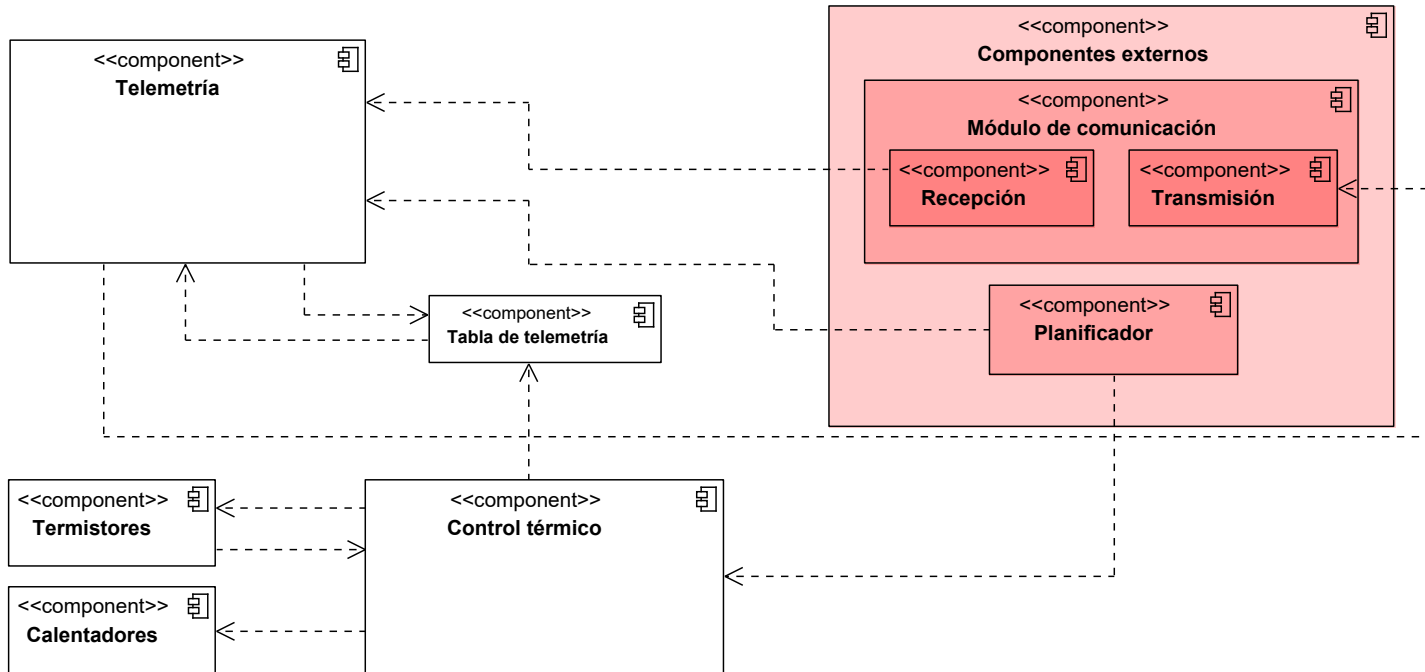 <<component>>
Telemetría
<<component>>
Componentes externos
<<component>>
Módulo de comunicación
<<component>>
Recepción
<<component>>
Transmisión
<<component>>
Planificador
<<component>>
Tabla de telemetría
<<component>>
Termistores
<<component>>
Control térmico
<<component>>
Calentadores